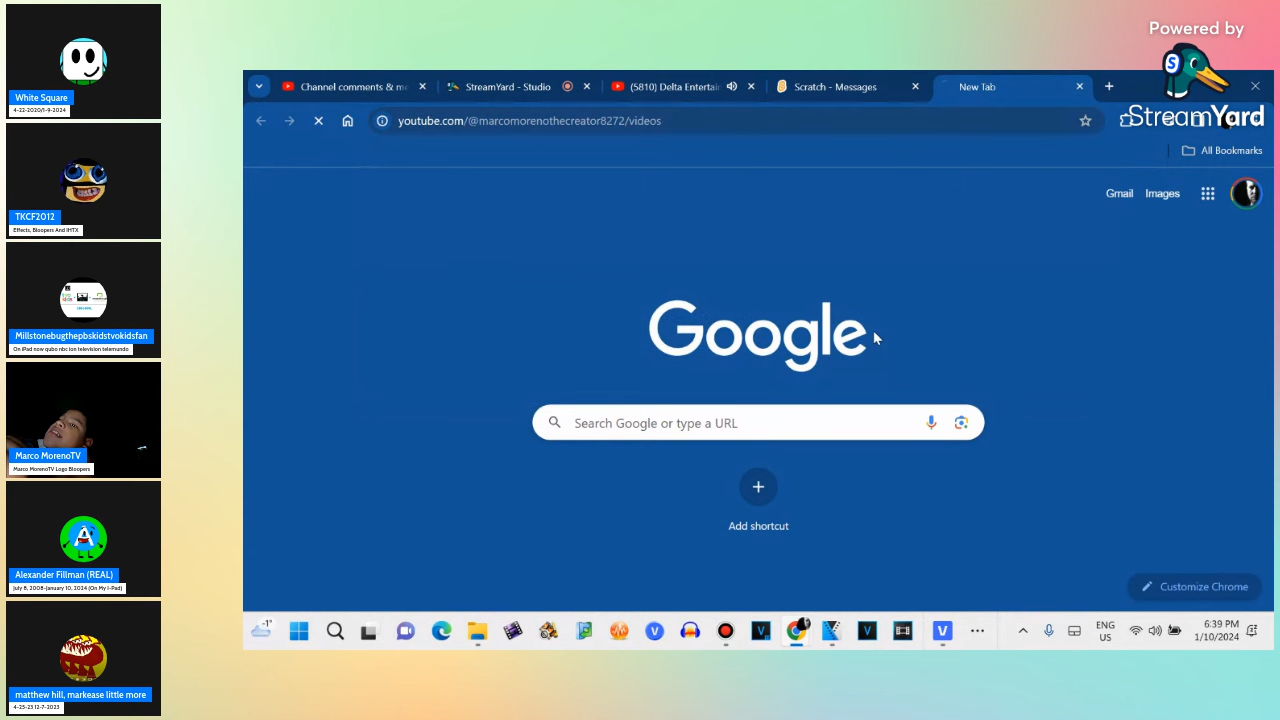 White Square
4-22-2020/1-9-2024
TKCF2012
Effects, Bloopers And IHTX
Millstonebugthepbskidstvokidsfan
On iPad now qubo nbc ion television telemundo
Marco MorenoTV
Marco MorenoTV Logo Bloopers
Alexander Fillman (REAL)
July 8, 2008-January 10, 2024 (On My I-Pad)
matthew hill, markease little more
4-25-23 12-7-2023
Powered by
StreamYard
Channel comments & me
StreamYard - Studio
(5810) Delta Entertain
Scratch - Messages
New Tab
youtube.com/@marcomorenothecreator8272/videos
All Bookmarks
Gmail
Images
Google
Search Google or type a URL
Add shortcut
Customize Chrome
-1°
ENG
US
6:39 PM
1/10/2024